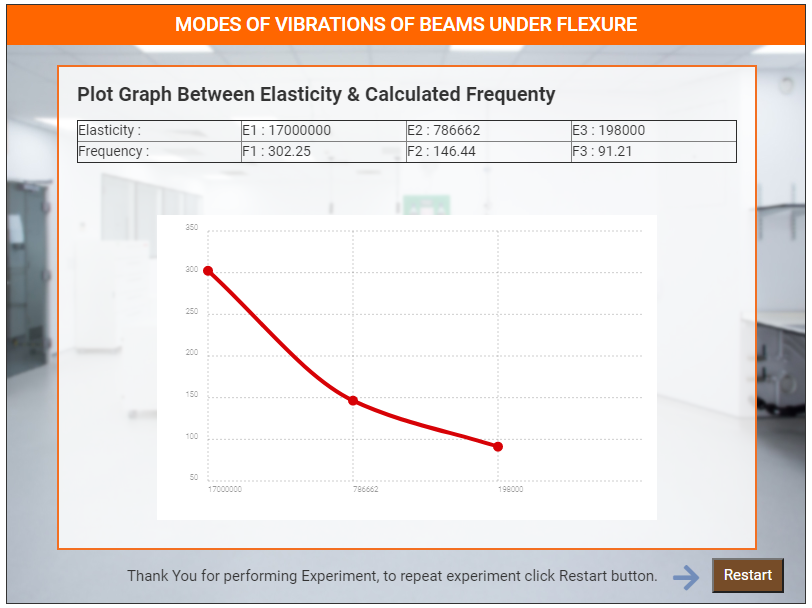 MODES OF VIBRATIONS OF BEAMS UNDER FLEXURE
Plot Graph Between Elasticity & Calculated Frequenty
Elasticity : E1 : 17000000 E2 : 786662 E3 : 198000
Frequency : F1 : 302.25 F2 : 146.44 F3 : 91.21
350
300
250
200
150
100
50
17000000 786662 198000
Thank You for performing Experiment, to repeat experiment click Restart button. Restart